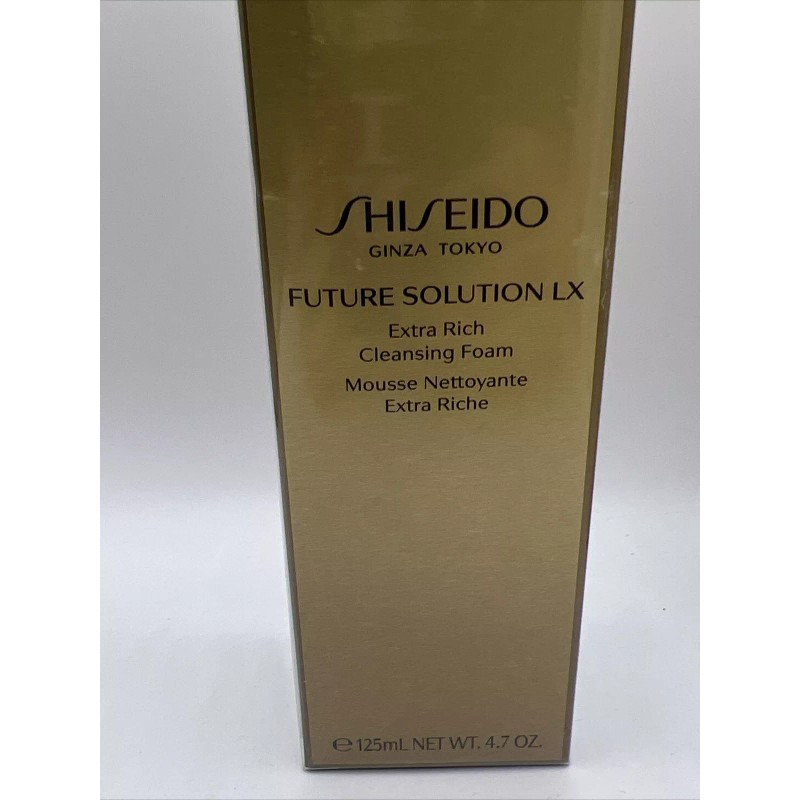 SHISEIDO
GINZA TOKYO
FUTURE SOLUTION LX
Extra Rich
Cleansing Foam
Mousse Nettoyante
Extra Riche
℮ 125mL NET WT. 4.7 OZ.